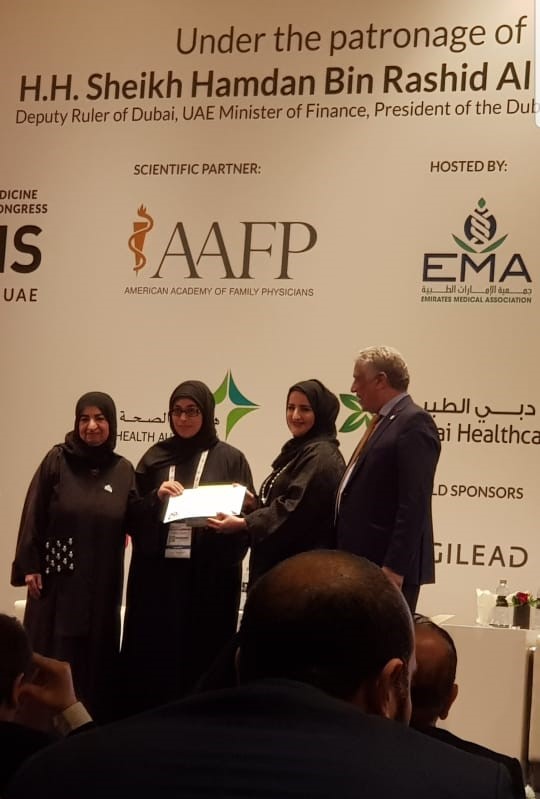 Under the patronage of
H.H. Sheikh Hamdan Bin Rashid Al
Deputy Ruler of Dubai, UAE Minister of Finance, President of the Dub
SCIENTIFIC PARTNER:
HOSTED BY:
DICINE
ONGRESS
IS
UAE
AAFP
AMERICAN ACADEMY OF FAMILY PHYSICIANS
EMA
جمعية الإمارات الطبية
EMIRATES MEDICAL ASSOCIATION
الصحة
HEALTH AU
دبي الطبي
ai Healthca
LD SPONSORS
GILEAD